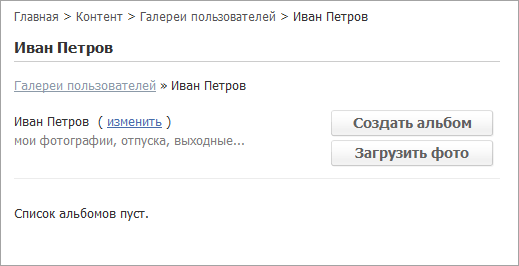 Главная > Контент > Галереи пользователей > Иван Петров
Иван Петров
Галереи пользователей » Иван Петров
Иван Петров ( изменить )
Создать альбом
мои фотографии, отпуска, выходные...
Загрузить фото
Список альбомов пуст.